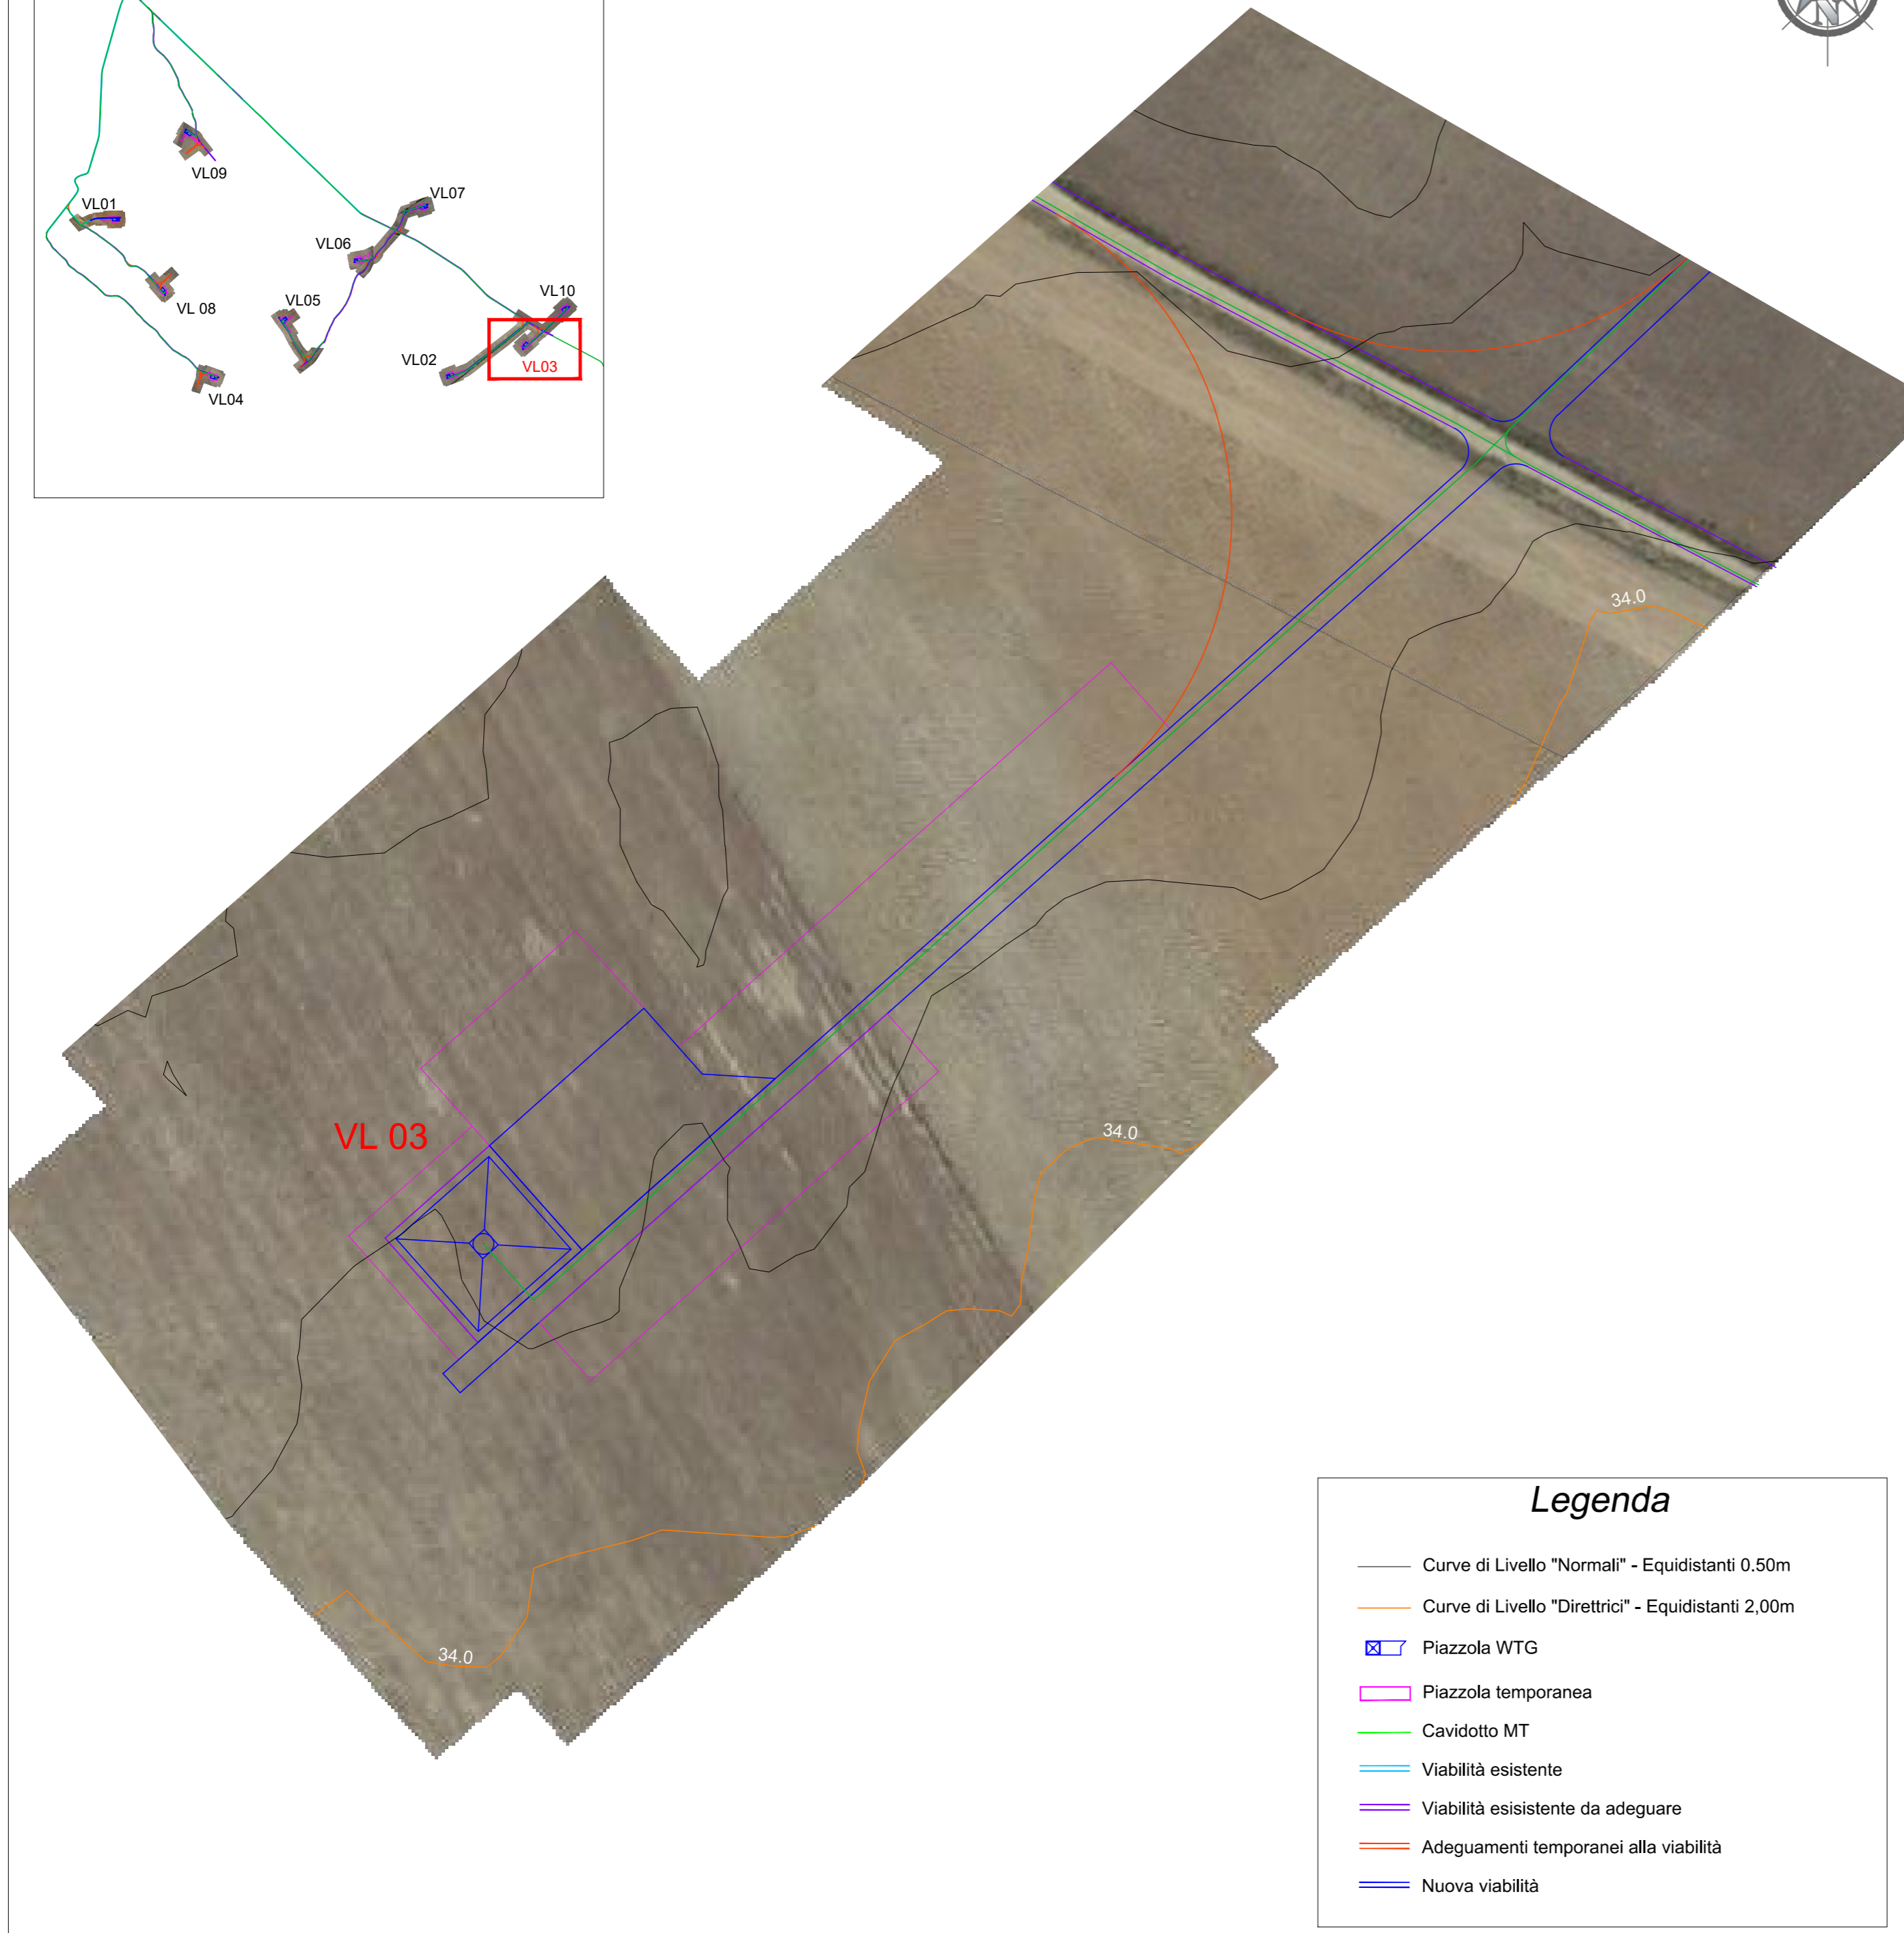 N
VL09
VL01
VL07
VL06
VL 08
VL05
VL10
VL02
VL03
VL04
34.0
34.0
VL 03
34.0
Legenda
Curve di Livello "Normali" - Equidistanti 0.50m
Curve di Livello "Direttrici" - Equidistanti 2,00m
Piazzola WTG
Piazzola temporanea
Cavidotto MT
Viabilità esistente
Viabilità esisistente da adeguare
Adeguamenti temporanei alla viabilità
Nuova viabilità